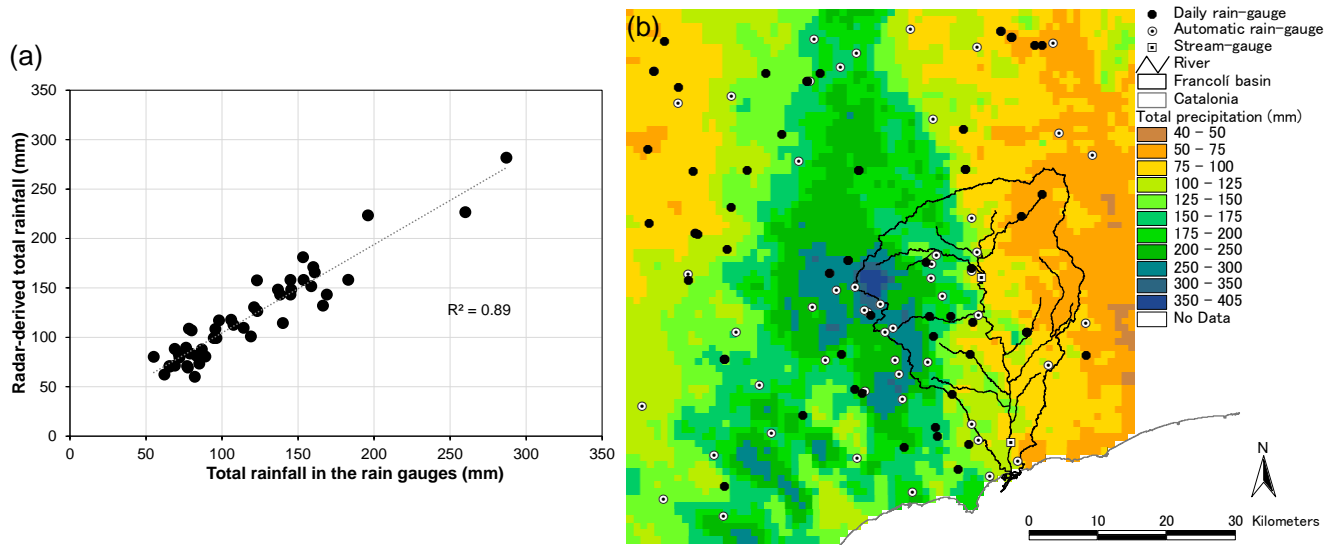 (a)
350
300
250
200
150
100
50
0
Radar-derived total rainfall (mm)
R² = 0.89
0 50 100 150 200 250 300 350
Total rainfall in the rain gauges (mm)
(b)
Daily rain-gauge
Automatic rain-gauge
Stream-gauge
River
Francolí basin
Catalonia
Total precipitation (mm)
40 - 50
50 - 75
75 - 100
100 - 125
125 - 150
150 - 175
175 - 200
200 - 250
250 - 300
300 - 350
350 - 405
No Data
N
0 10 20 30
Kilometers